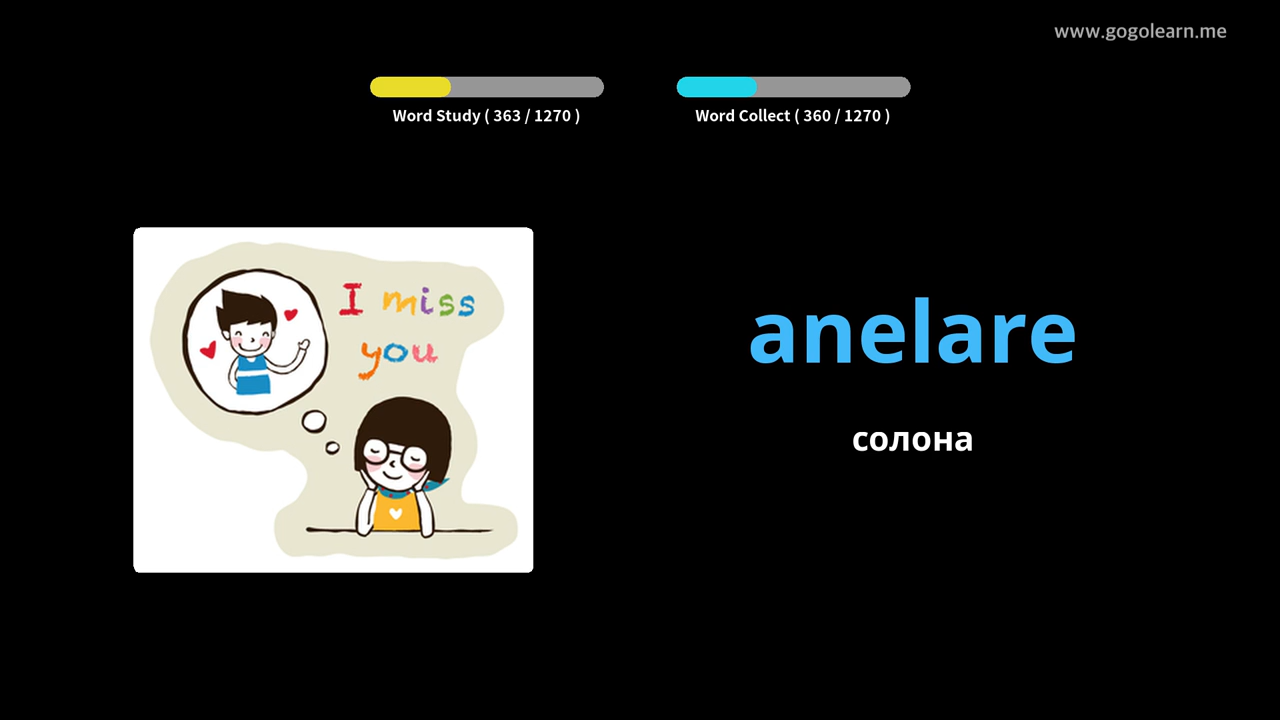 www.gogolearn.me
Word Study ( 363 / 1270 )
Word Collect ( 360 / 1270 )
I miss
you
anelare
солона